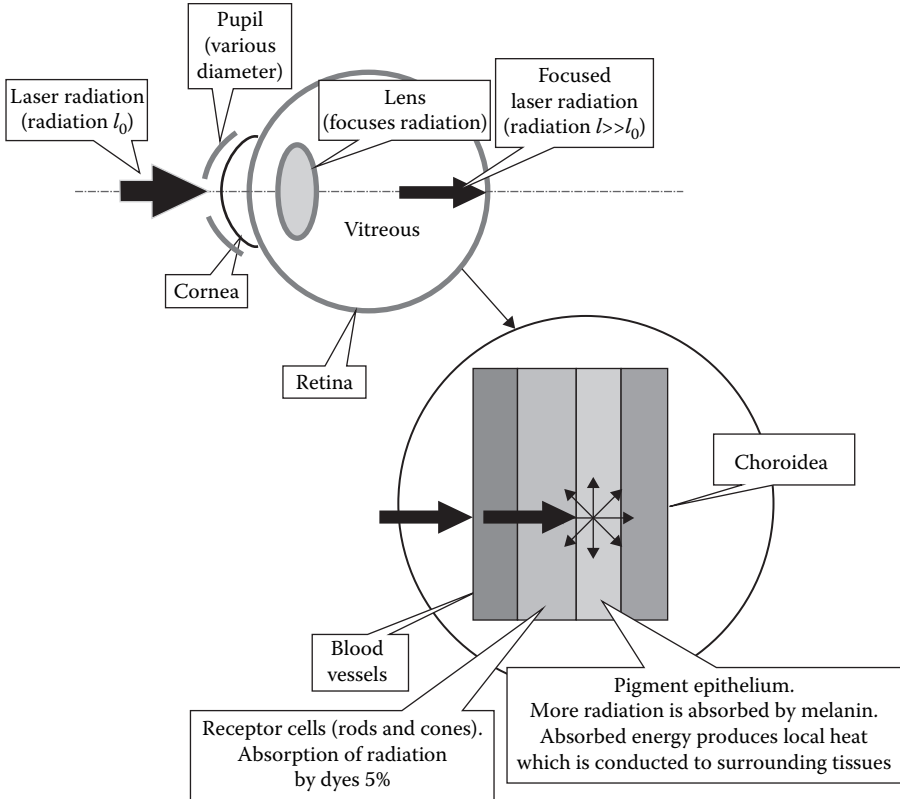 Pupil
(various
diameter)
Laser radiation
(radiation l0)
Lens
(focuses radiation)
Focused
laser radiation
(radiation l>>l0)
Vitreous
Cornea
Retina
Choroidea
Blood
vessels
Receptor cells (rods and cones).
Absorption of radiation
by dyes 5%
Pigment epithelium.
More radiation is absorbed by melanin.
Absorbed energy produces local heat
which is conducted to surrounding tissues